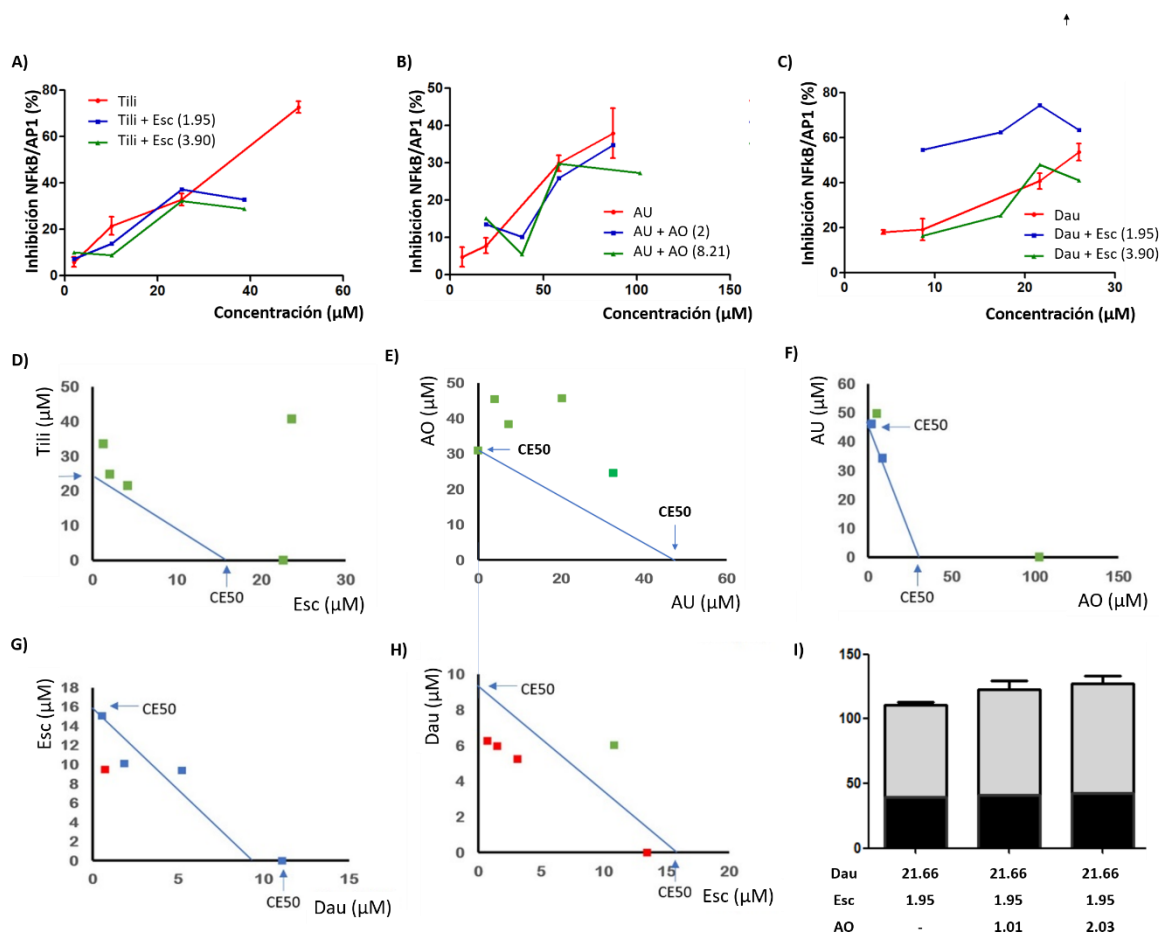 A)
Inhibición NFkB/AP1 (%)
80
60
40
20
0
Tili
Tili + Esc (1.95)
Tili + Esc (3.90)
0
20
40
60
Concentración (µM)
B)
Inhibición NFkB/AP1 (%)
50
40
30
20
10
0
AU
AU + AO (2)
AU + AO (8.21)
0
50
100
150
Concentración (µM)
C)
Inhibición NFkB/AP1 (%)
80
60
40
20
0
Dau
Dau + Esc (1.95)
Dau + Esc (3.90)
0
10
20
30
Concentración (µM)
D)
Tili (µM)
50
40
30
20
10
0
0
10
20
30
CE50
Esc (µM)
E)
AO (µM)
50
40
30
20
10
0
CE50
CE50
0
20
40
60
AU (µM)
F)
AU (µM)
60
50
40
30
20
10
0
CE50
0
50
100
150
CE50
AO (µM)
G)
Esc (µM)
18
16
14
12
10
8
6
4
2
0
CE50
0
5
10
15
CE50
Dau (µM)
H)
Dau (µM)
10
8
6
4
2
0
CE50
0
5
10
15
20
CE50
Esc (µM)
I)
150
100
50
0
Dau 21.66 21.66 21.66
Esc 1.95 1.95 1.95
AO - 1.01 2.03